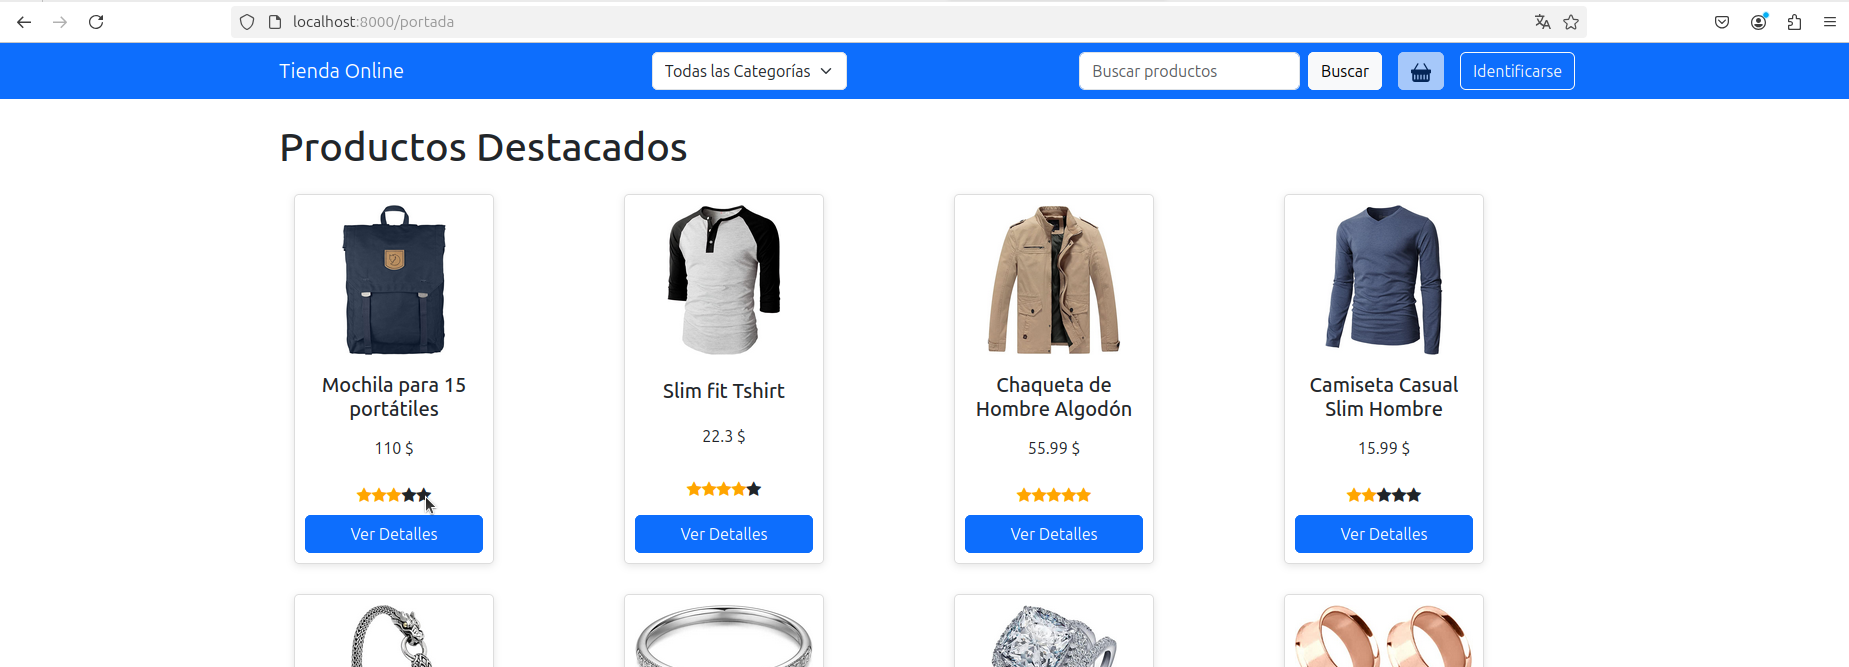 localhost:8000/portada
Tienda Online
Todas las Categorías
Buscar productos
Buscar
Identificarse
Productos Destacados
Mochila para 15
portátiles
110 $
Ver Detalles
Slim fit Tshirt
22.3 $
Ver Detalles
Chaqueta de
Hombre Algodón
55.99 $
Ver Detalles
Camiseta Casual
Slim Hombre
15.99 $
Ver Detalles